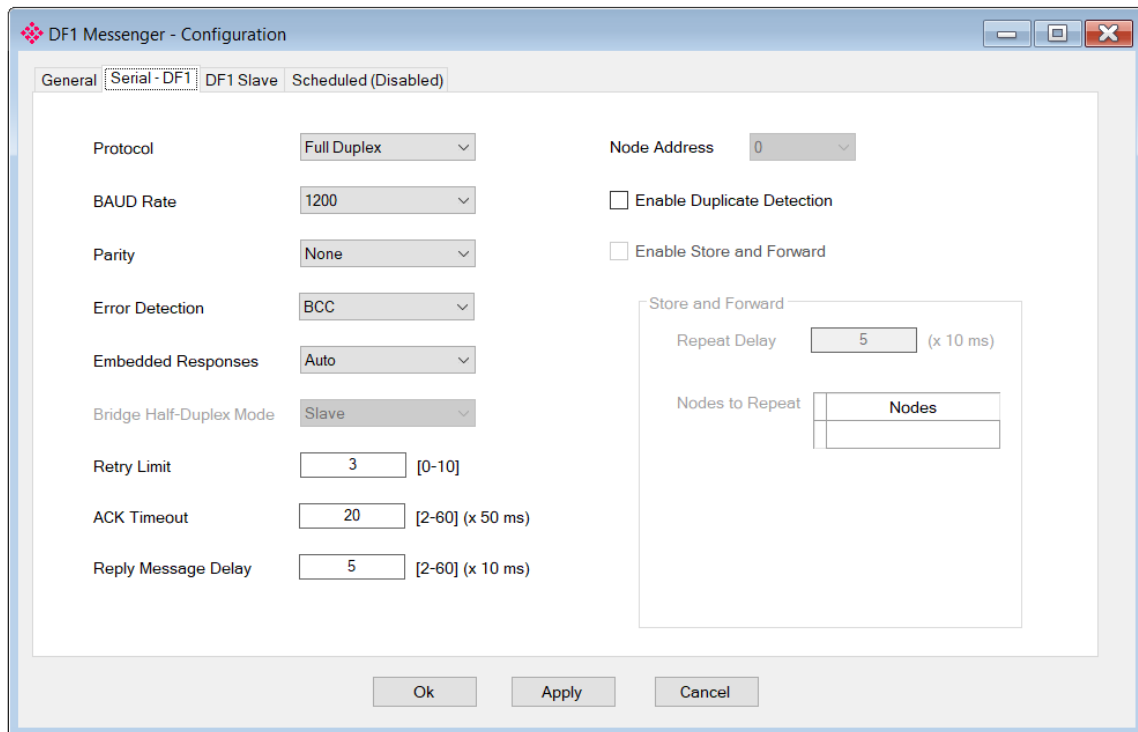 DF1 Messenger - Configuration
General Serial - DF1 DF1 Slave Scheduled (Disabled)
Protocol Full Duplex
BAUD Rate 1200
Parity None
Error Detection BCC
Embedded Responses Auto
Bridge Half-Duplex Mode Slave
Retry Limit 3 [0-10]
ACK Timeout 20 [2-60] (x 50 ms)
Reply Message Delay 5 [2-60] (x 10 ms)
Node Address 0
Enable Duplicate Detection
Enable Store and Forward
Store and Forward
Repeat Delay 5 (x 10 ms)
Nodes to Repeat Nodes
Ok Apply Cancel